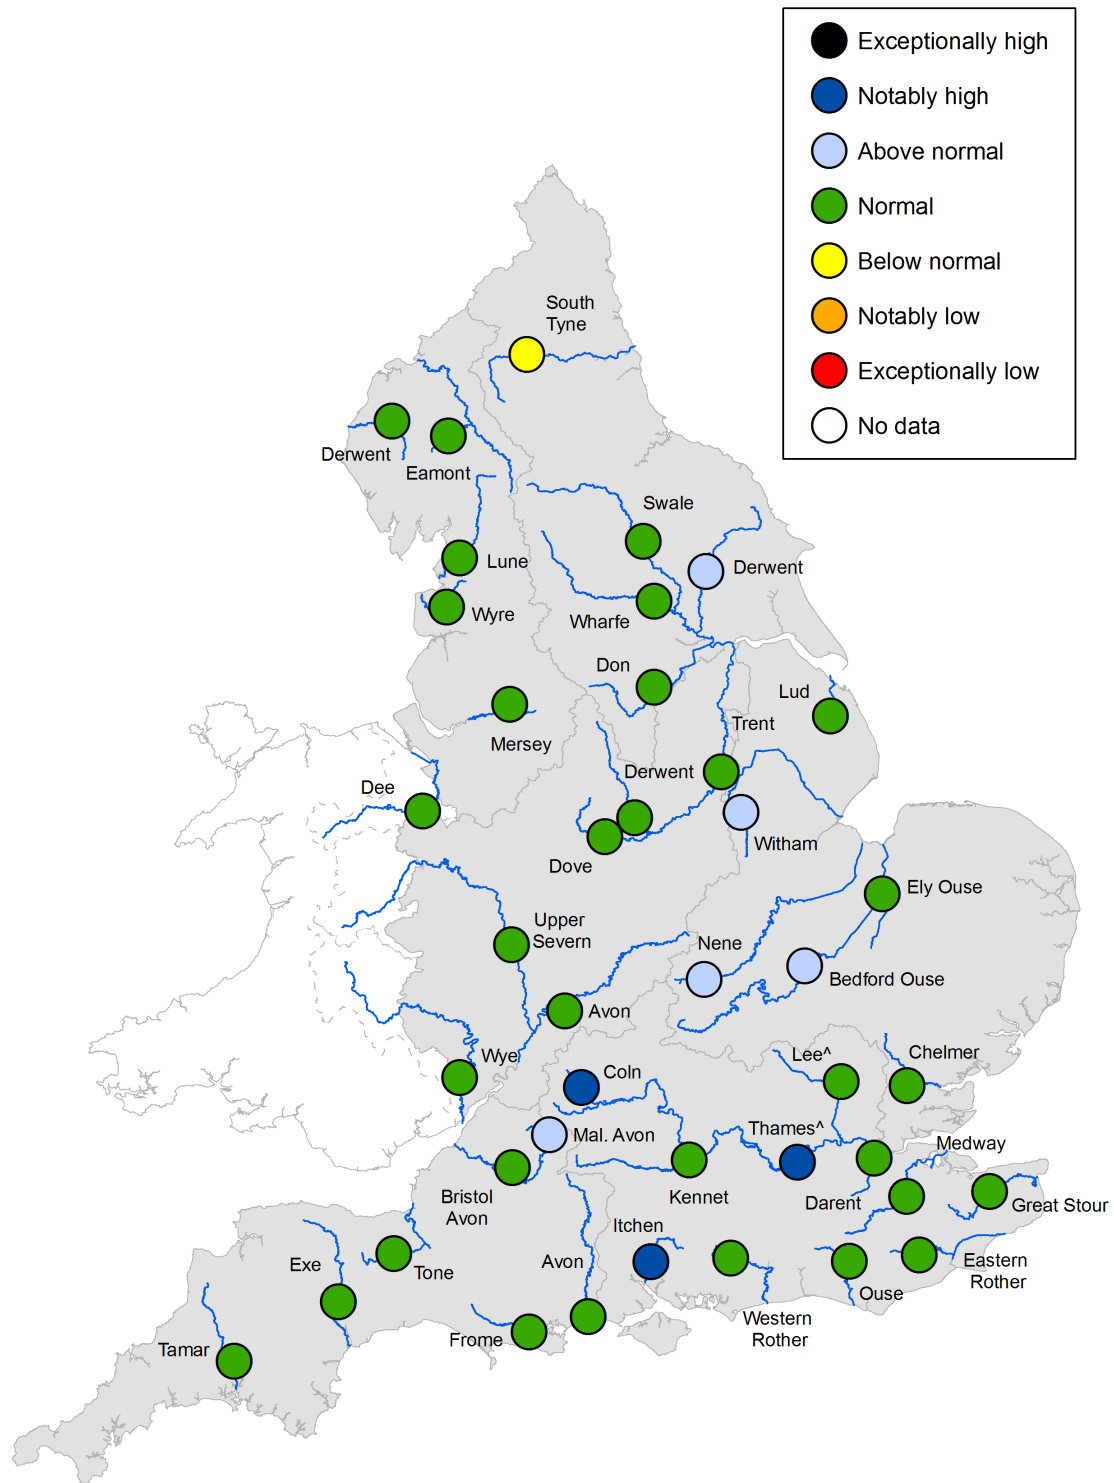 Exceptionally high
Notably high
Above normal
Normal
Below normal
Notably low
Exceptionally low
No data
South
Tyne
Derwent
Eamont
Swale
Lune
Derwent
Wyre
Wharfe
Don
Lud
Trent
Mersey
Derwent
Dee
Witham
Dove
Ely Ouse
Upper
Severn
Nene
Bedford Ouse
Avon
Wye
Lee^
Chelmer
Coln
Thames^
Mal. Avon
Medway
Bristol
Avon
Kennet
Darent
Great Stour
Itchen
Exe
Tone
Avon
Eastern
Rother
Ouse
Western
Rother
Frome
Tamar